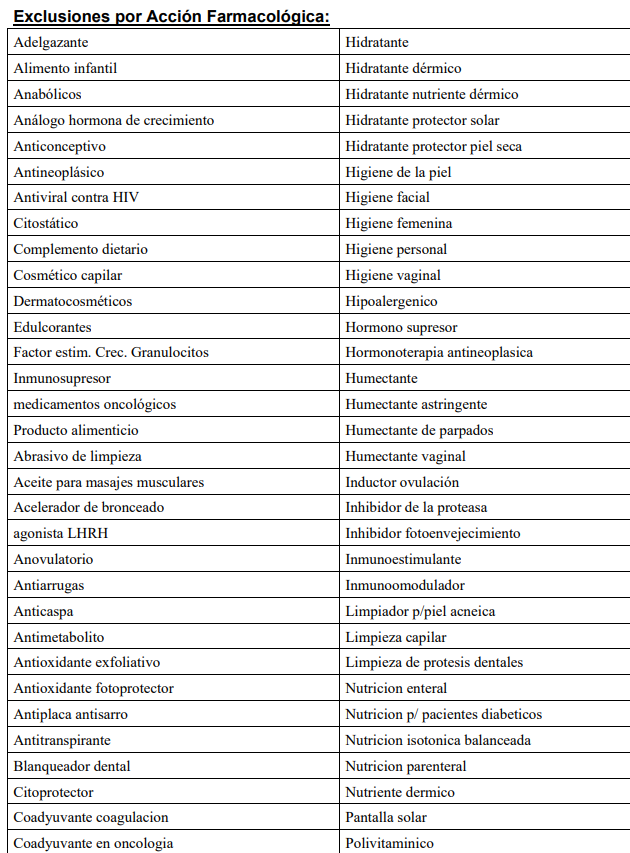 Exclusiones por Acción Farmacológica:
Adelgazante Hidratante
Alimento infantil Hidratante dérmico
Anabólicos Hidratante nutriente dérmico
Análogo hormona de crecimiento Hidratante protector solar
Anticonceptivo Hidratante protector piel seca
Antineoplásico Higiene de la piel
Antiviral contra HIV Higiene facial
Citostático Higiene femenina
Complemento dietario Higiene personal
Cosmético capilar Higiene vaginal
Dermatocosméticos Hipoalergenico
Edulcorantes Hormono supresor
Factor estim. Crec. Granulocitos Hormonoterapia antineoplasica
Inmunosupresor Humectante
medicamentos oncológicos Humectante astringente
Producto alimenticio Humectante de parpados
Abrasivo de limpieza Humectante vaginal
Aceite para masajes musculares Inductor ovulación
Acelerador de bronceado Inhibidor de la proteasa
agonista LHRH Inhibidor fotoenvejecimiento
Anovulatorio Inmunoestimulante
Antiarrugas Inmunoomodulador
Anticaspa Limpiador p/piel acneica
Antimetabolito Limpieza capilar
Antioxidante exfoliativo Limpieza de protesis dentales
Antioxidante fotoprotector Nutricion enteral
Antiplaca antisarro Nutricion p/ pacientes diabeticos
Antitranspirante Nutricion isotonica balanceada
Blanqueador dental Nutricion parenteral
Citoprotector Nutriente dermico
Coadyuvante coagulacion Pantalla solar
Coadyuvante en oncologia Polivitaminico